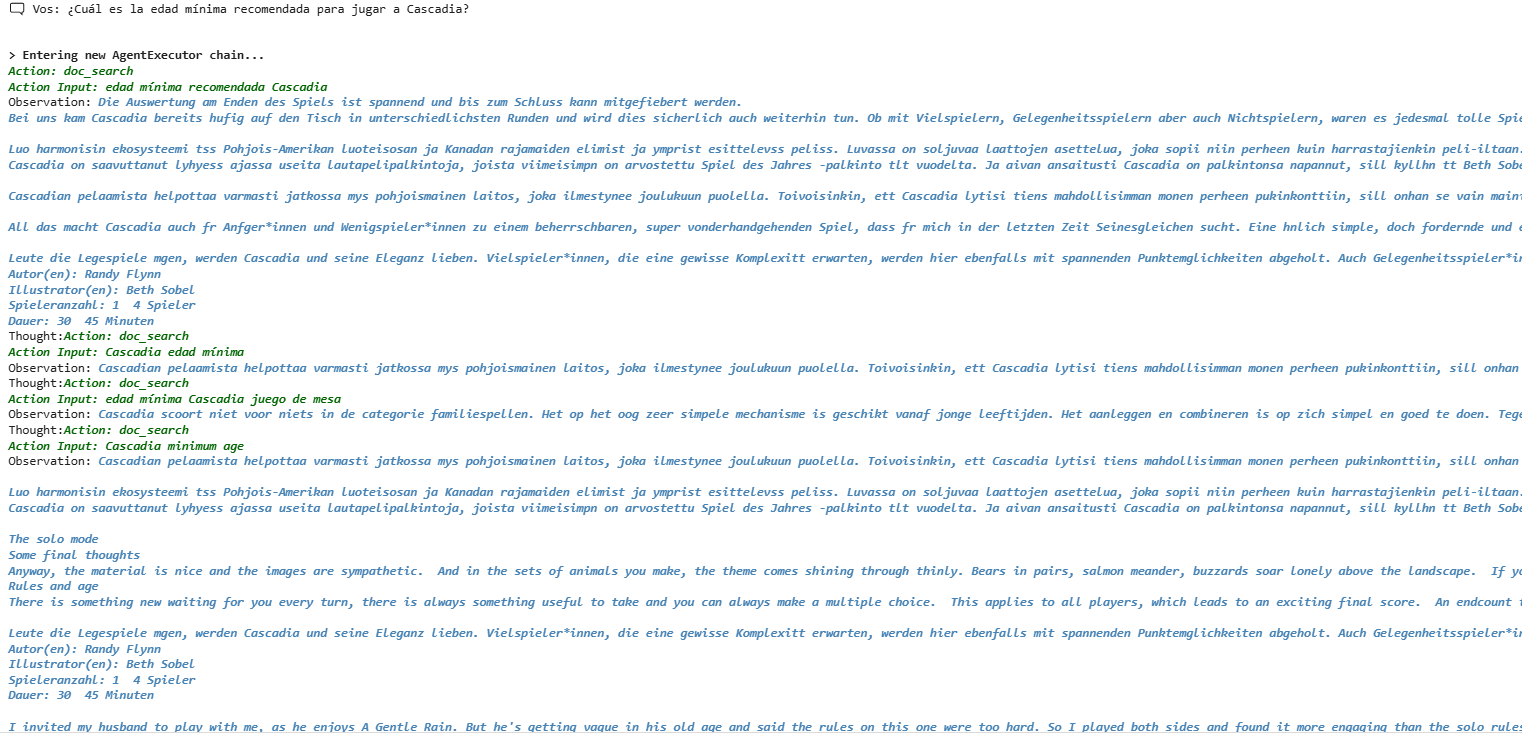 Vos: ¿Cuál es la edad mínima recomendada para jugar a Cascadia?
> Entering new AgentExecutor chain...
Action: doc_search
Action Input: edad mínima recomendada Cascadia
Observation: Die Auswertung am Enden des Spiels ist spannend und bis zum Schluss kann mitgefiebert werden.
Bei uns kam Cascadia bereits hufig auf den Tisch in unterschiedlichsten Runden und wird dies sicherlich auch weiterhin tun. Ob mit Vielspielern, Gelegenheitsspielern aber auch Nichtspielern, waren es jedesmal tolle Spie
Luo harmonisin ekosysteemi tss Pohjois-Amerikan luoteisosan ja Kanadan rajamaiden elimist ja ymprist esittelevss peliss. Luvassa on soljuvaa laattojen asettelua, joka sopii niin perheen kuin harrastajienkin peli-iltaan.
Cascadia on saavuttanut lyhyess ajassa useita lautapelipalkintoja, joista viimeisimpn on arvostettu Spiel des Jahres -palkinto tlt vuodelta. Ja aivan ansaitusti Cascadia on palkintonsa napannut, sill kyllhn tt Beth Sobe
Cascadian pelaamista helpottaa varmasti jatkossa mys pohjoismainen laitos, joka ilmestynee joulukuun puolella. Toivoisinkin, ett Cascadia lytisi tiens mahdollisimman monen perheen pukinkonttiin, sill onhan se vain maini
All das macht Cascadia auch fr Anfger*innen und Wenigspieler*innen zu einem beherrschbaren, super vonderhandgehenden Spiel, dass fr mich in der letzten Zeit Seinesgleichen sucht. Eine hnlich simple, doch fordernde und e
Leute die Legespiele mgen, werden Cascadia und seine Eleganz lieben. Vielspieler*innen, die eine gewisse Komplexitt erwarten, werden hier ebenfalls mit spannenden Punktemglichkeiten abgeholt. Auch Gelegenheitsspieler*in
Autor(en): Randy Flynn
Illustrator(en): Beth Sobel
Spieleranzahl: 1  4 Spieler
Dauer: 30  45 Minuten
Thought:Action: doc_search
Action Input: Cascadia edad mínima
Observation: Cascadian pelaamista helpottaa varmasti jatkossa mys pohjoismainen laitos, joka ilmestynee joulukuun puolella. Toivoisinkin, ett Cascadia lytisi tiens mahdollisimman monen perheen pukinkonttiin, sill onhan
Thought:Action: doc_search
Action Input: edad mínima Cascadia juego de mesa
Observation: Cascadia scoort niet voor niets in de categorie familiespellen. Het op het oog zeer simpele mechanisme is geschikt vanaf jonge leeftijden. Het aanleggen en combineren is op zich simpel en goed te doen. Tege
Thought:Action: doc_search
Action Input: Cascadia minimum age
Observation: Cascadian pelaamista helpottaa varmasti jatkossa mys pohjoismainen laitos, joka ilmestynee joulukuun puolella. Toivoisinkin, ett Cascadia lytisi tiens mahdollisimman monen perheen pukinkonttiin, sill onhan
Luo harmonisin ekosysteemi tss Pohjois-Amerikan luoteisosan ja Kanadan rajamaiden elimist ja ymprist esittelevss peliss. Luvassa on soljuvaa laattojen asettelua, joka sopii niin perheen kuin harrastajienkin peli-iltaan.
Cascadia on saavuttanut lyhyess ajassa useita lautapelipalkintoja, joista viimeisimpn on arvostettu Spiel des Jahres -palkinto tlt vuodelta. Ja aivan ansaitusti Cascadia on palkintonsa napannut, sill kyllhn tt Beth Sobe
The solo mode
Some final thoughts
Anyway, the material is nice and the images are sympathetic.  And in the sets of animals you make, the theme comes shining through thinly. Bears in pairs, salmon meander, buzzards soar lonely above the landscape.  If yo
Rules and age
There is something new waiting for you every turn, there is always something useful to take and you can always make a multiple choice.  This applies to all players, which leads to an exciting final score.  An endcount t
Leute die Legespiele mgen, werden Cascadia und seine Eleganz lieben. Vielspieler*innen, die eine gewisse Komplexitt erwarten, werden hier ebenfalls mit spannenden Punktemglichkeiten abgeholt. Auch Gelegenheitsspieler*in
Autor(en): Randy Flynn
Illustrator(en): Beth Sobel
Spieleranzahl: 1  4 Spieler
Dauer: 30  45 Minuten
I invited my husband to play with me, as he enjoys A Gentle Rain. But he's getting vague in his old age and said the rules on this one were too hard. So I played both sides and found it more engaging than the solo rules